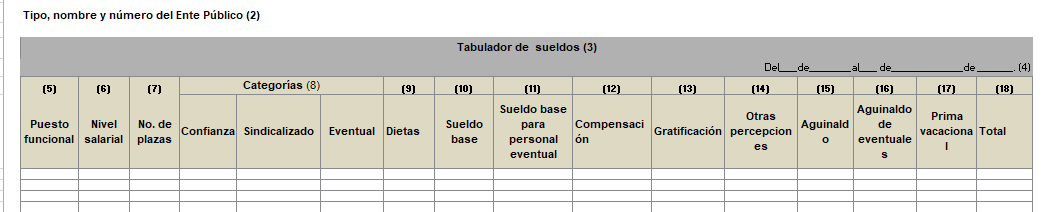 Tipo, nombre y número del Ente Público (2)
Tabulador de sueldos (3)
Del___de________al___ de______________de _______. (4)
(5) (6) (7) Categorías (8) (9) (10) (11) (12) (13) (14) (15) (16) (17) (18)
Puesto funcional
Nivel salarial
No. de plazas
Confianza
Sindicalizado
Eventual
Dietas
Sueldo base
Sueldo base para personal eventual
Compensaci ón
Gratificación
Otras percepcion es
Aguinald o
Aguinaldo de eventuale s
Prima vacaciona l
Total